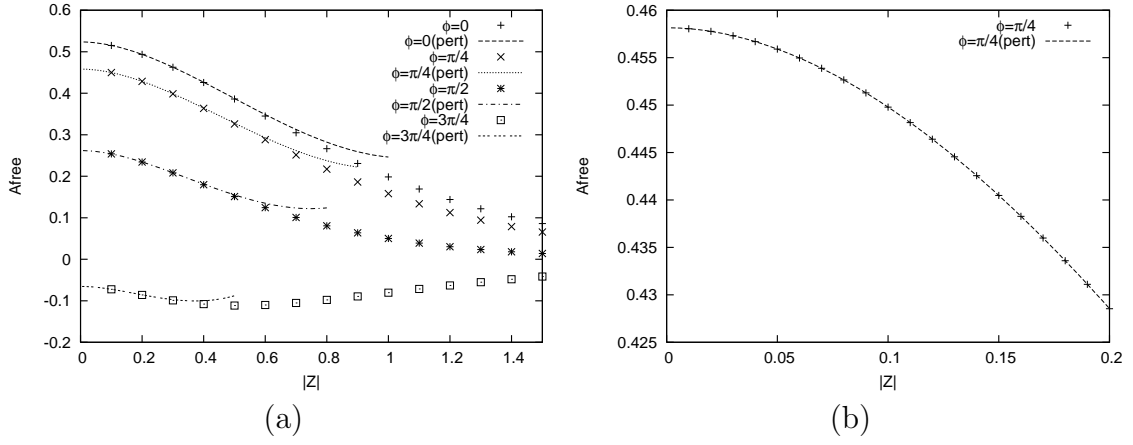 0.6
0.5
0.4
0.3
0.2
0.1
0
-0.1
-0.2
Afree
0 0.2 0.4 0.6 0.8 1 1.2 1.4
|Z|
ϕ=0
ϕ=0(pert)
ϕ=π/4
ϕ=π/4(pert)
ϕ=π/2
ϕ=π/2(pert)
ϕ=3π/4
ϕ=3π/4(pert)
(a)
0.46
0.455
0.45
0.445
0.44
0.435
0.43
0.425
Afree
0 0.05 0.1 0.15 0.2
|Z|
ϕ=π/4
ϕ=π/4(pert)
(b)